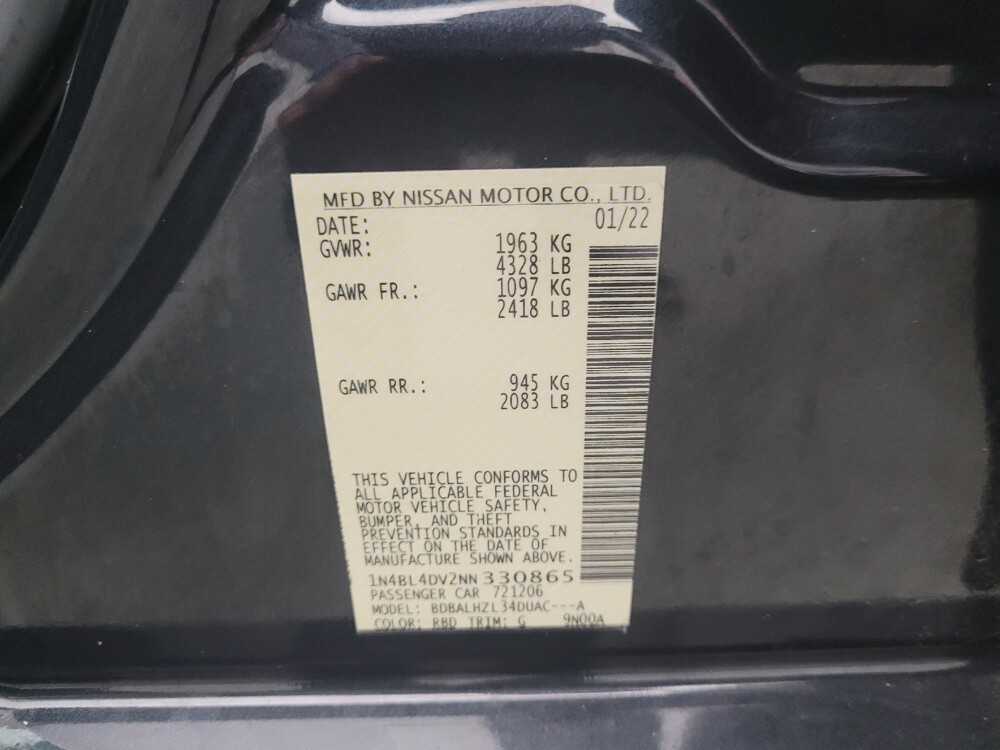 MFD BY NISSAN MOTOR CO., LTD.
DATE: 01/22
GVWR: 1963 KG
4328 LB
GAWR FR.: 1097 KG
2418 LB
GAWR RR.: 945 KG
2083 LB
THIS VEHICLE CONFORMS TO
ALL APPLICABLE FEDERAL
MOTOR VEHICLE SAFETY,
BUMPER, AND THEFT
PREVENTION STANDARDS IN
EFFECT ON THE DATE OF
MANUFACTURE SHOWN ABOVE.
1N4BL4DV2NN330865
PASSENGER CAR 721206
MODEL: BDBALHZL34DUAC---A
COLOR: RBD TRIM: G 9N00A